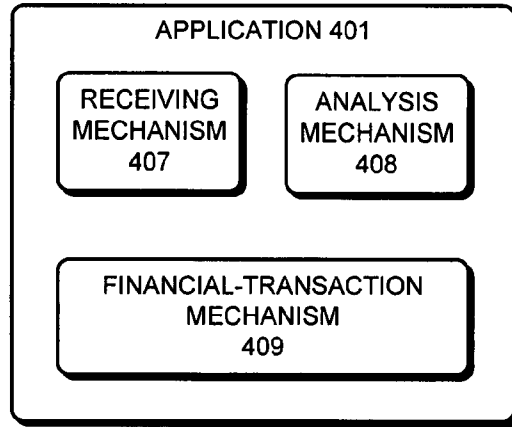 APPLICATION 401
RECEIVING
MECHANISM
407
ANALYSIS
MECHANISM
408
FINANCIAL-TRANSACTION
MECHANISM
409